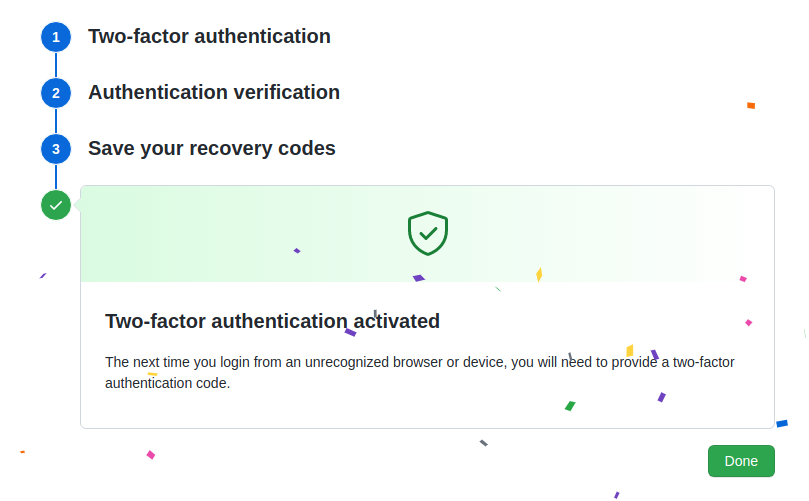 1 Two-factor authentication
2 Authentication verification
3 Save your recovery codes
Two-factor authentication activated
The next time you login from an unrecognized browser or device, you will need to provide a two-factor
authentication code.
Done